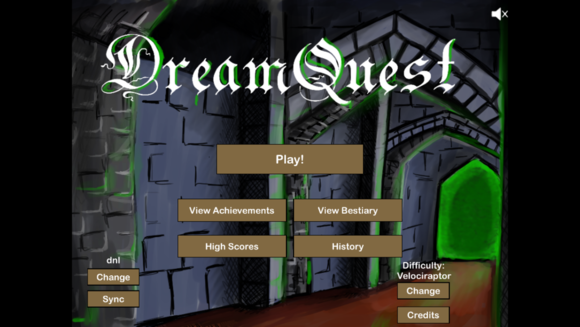 DreamQuest
Play!
View Achievements
View Bestiary
High Scores
History
dnl
Change
Sync
Difficulty:
Velociraptor
Change
Credits